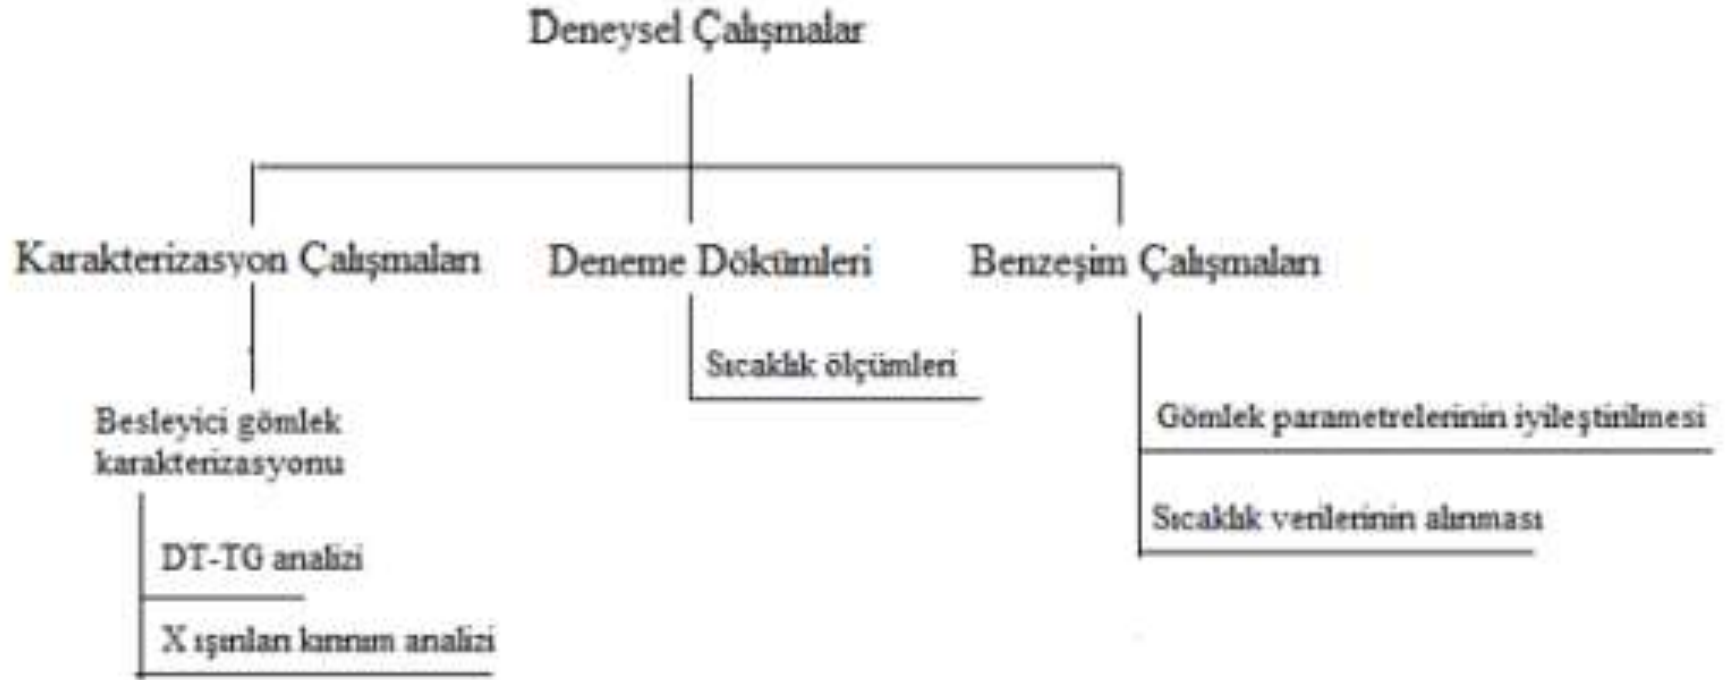 Deneysel Çalışmalar
Karakterizasyon Çalışmaları
Deneme Dökümleri
Benzeşim Çalışmaları
Besleyici gömlek
karakterizasyonu
DT-TG analizi
X ışınları kırınım analizi
Sıcaklık ölçümleri
Gömlek parametrelerinin iyileştirilmesi
Sıcaklık verilerinin alınması